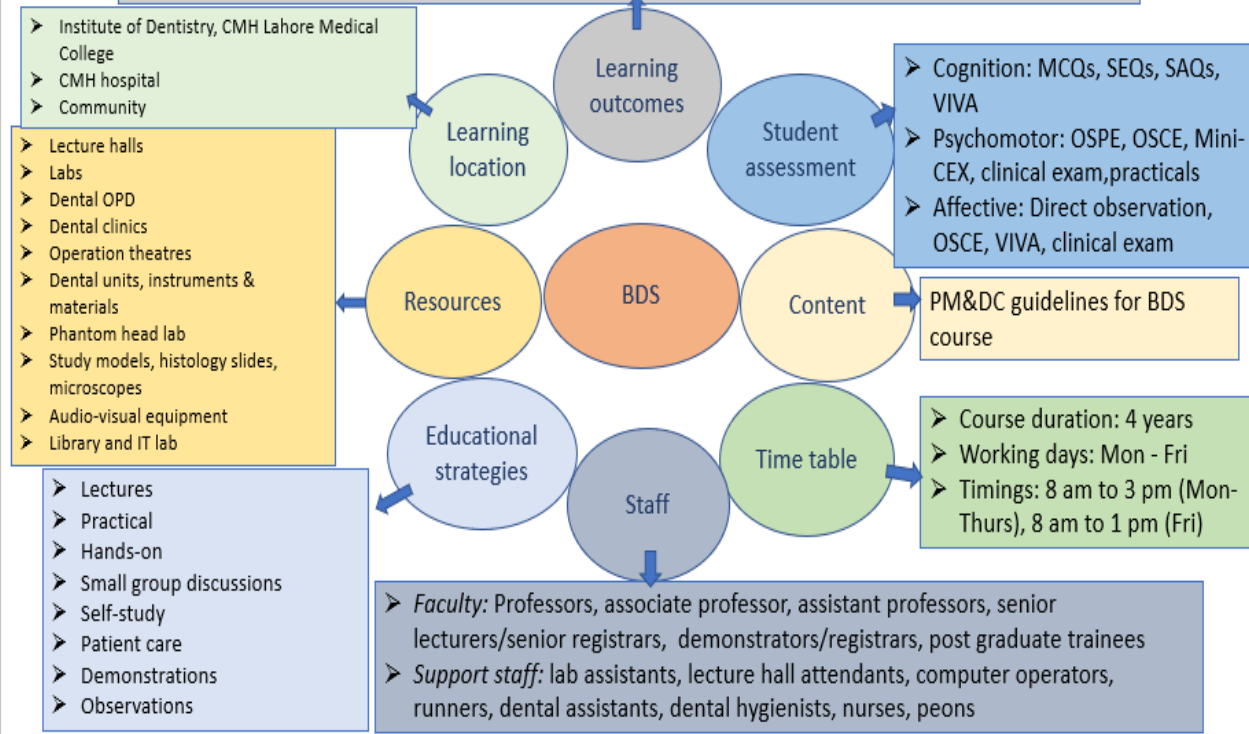 Learning
outcomes
➤ Institute of Dentistry, CMH Lahore Medical
College
➤ CMH hospital
➤ Community
Learning
location
Student
assessment
➤ Cognition: MCQs, SEQs, SAQs,
VIVA
➤ Psychomotor: OSPE, OSCE, Mini-
CEX, clinical exam,practicals
➤ Affective: Direct observation,
OSCE, VIVA, clinical exam
➤ Lecture halls
➤ Labs
➤ Dental OPD
➤ Dental clinics
➤ Operation theatres
➤ Dental units, instruments &
materials
➤ Phantom head lab
➤ Study models, histology slides,
microscopes
➤ Audio-visual equipment
➤ Library and IT lab
Resources
BDS
Content
PM&DC guidelines for BDS
course
Educational
strategies
Staff
Time table
➤ Course duration: 4 years
➤ Working days: Mon - Fri
➤ Timings: 8 am to 3 pm (Mon-
Thurs), 8 am to 1 pm (Fri)
➤ Lectures
➤ Practical
➤ Hands-on
➤ Small group discussions
➤ Self-study
➤ Patient care
➤ Demonstrations
➤ Observations
➤ Faculty: Professors, associate professor, assistant professors, senior
lecturers/senior registrars, demonstrators/registrars, post graduate trainees
➤ Support staff: lab assistants, lecture hall attendants, computer operators,
runners, dental assistants, dental hygienists, nurses, peons